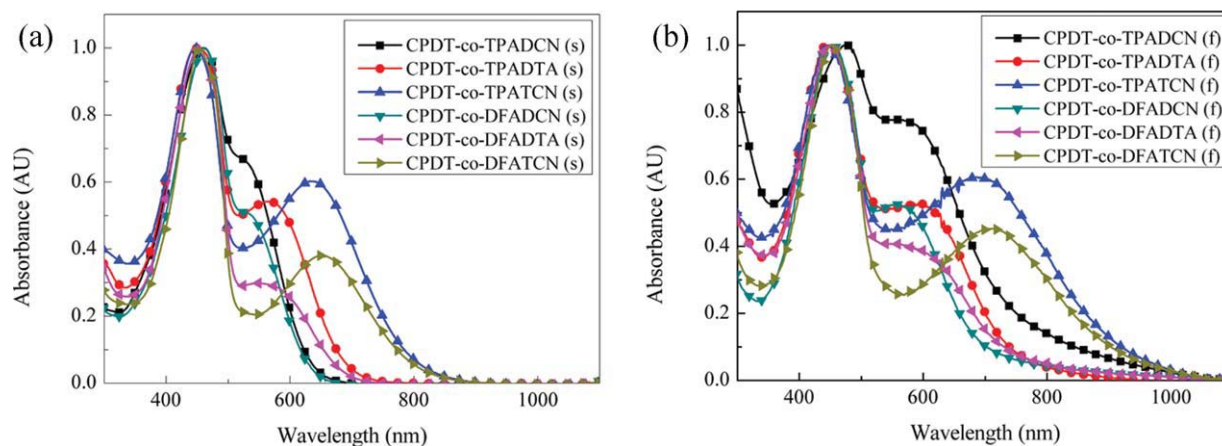 (a)
CPDT-co-TPADCN (s)
CPDT-co-TPADTA (s)
CPDT-co-TPATCN (s)
CPDT-co-DFADCN (s)
CPDT-co-DFADTA (s)
CPDT-co-DFATCN (s)
Absorbance (AU)
1.0
0.8
0.6
0.4
0.2
0.0
400 600 800 1000
Wavelength (nm)
(b)
CPDT-co-TPADCN (f)
CPDT-co-TPADTA (f)
CPDT-co-TPATCN (f)
CPDT-co-DFADCN (f)
CPDT-co-DFADTA (f)
CPDT-co-DFATCN (f)
Absorbance (AU)
1.0
0.8
0.6
0.4
0.2
0.0
400 600 800 1000
Wavelength (nm)